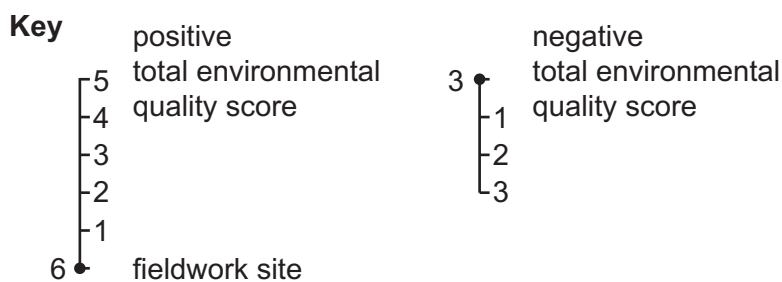 Key
positive
total environmental
quality score
5
4
3
2
1
6
fieldwork site
negative
total environmental
quality score
3
1
2
3